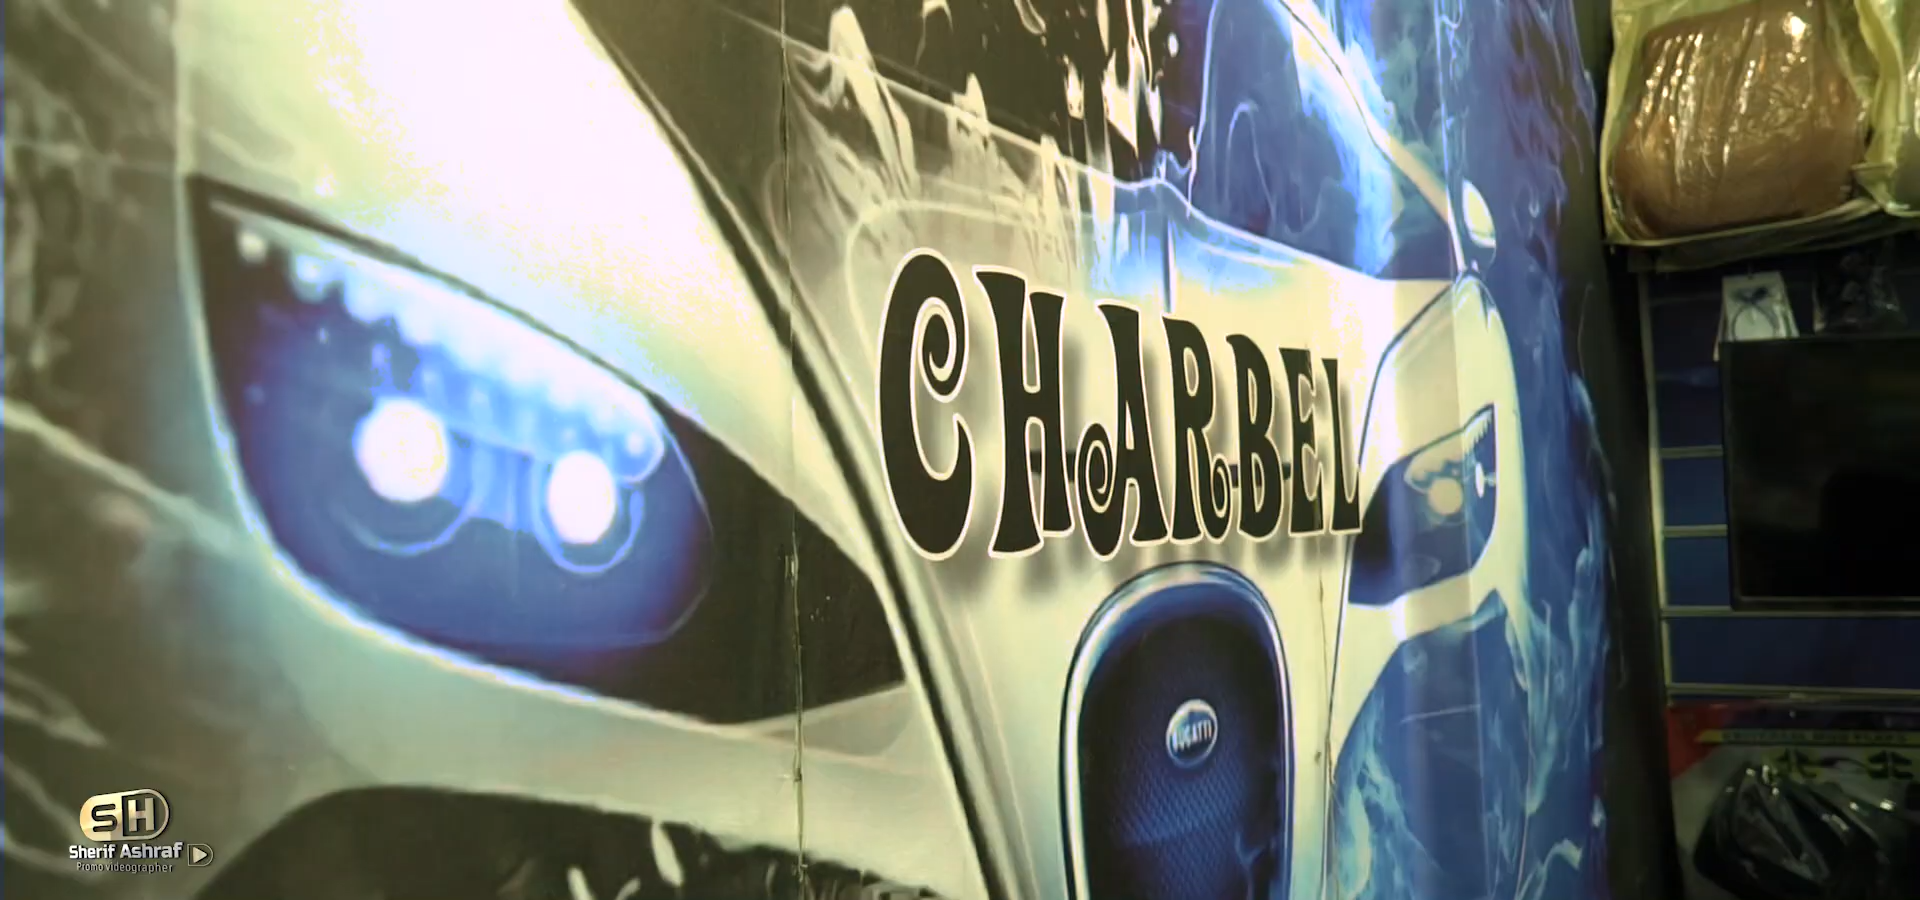 CHARBEL
BUGATTI
SH
Sherif Ashraf
Promo videographer